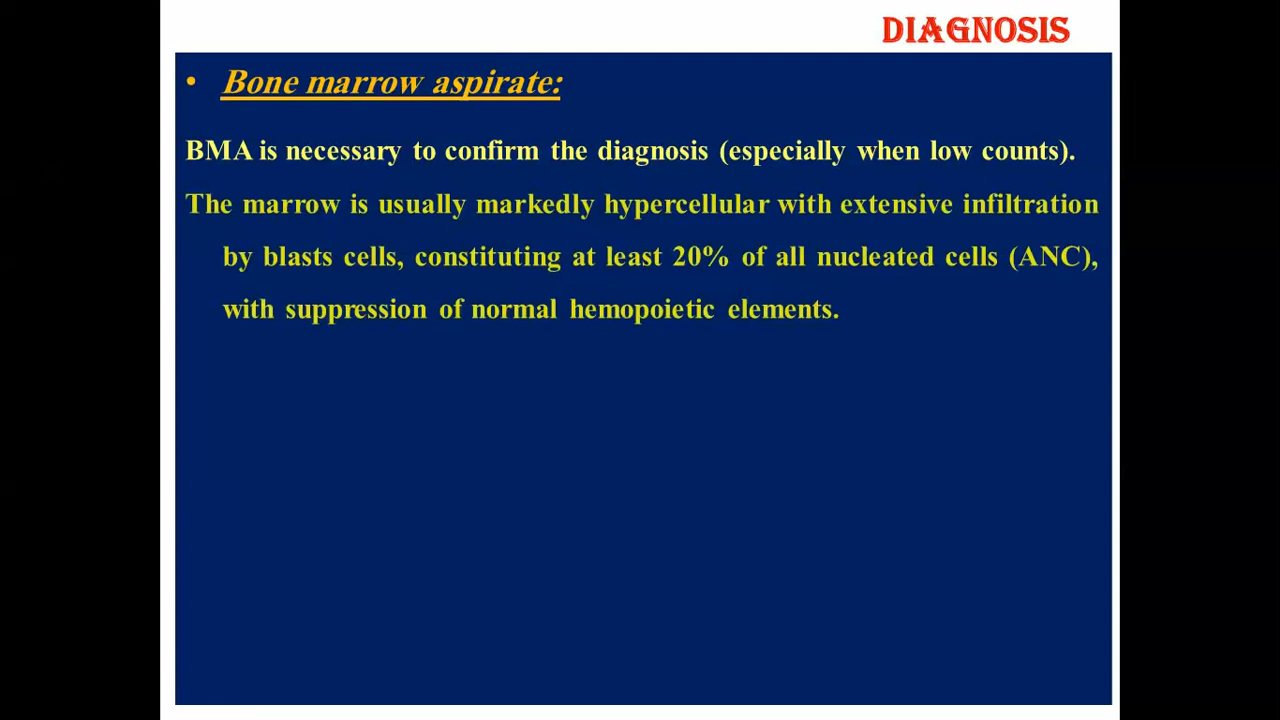 DIAGNOSIS
• Bone marrow aspirate:
BMA is necessary to confirm the diagnosis (especially when low counts).
The marrow is usually markedly hypercellular with extensive infiltration
by blasts cells, constituting at least 20% of all nucleated cells (ANC),
with suppression of normal hemopoietic elements.